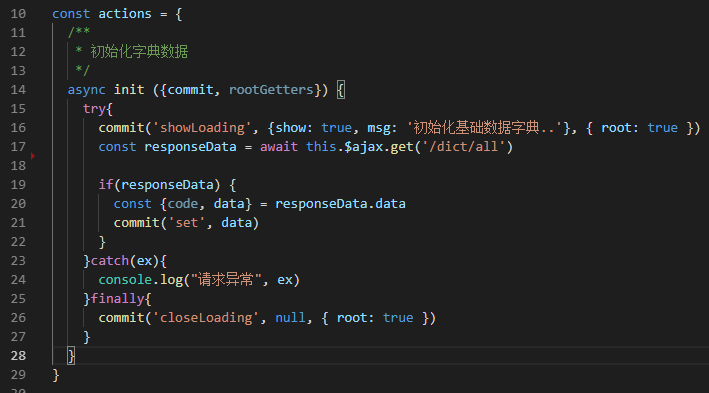 10 const actions = {
11 /**
12 * 初始化字典数据
13 */
14 async init ({commit, rootGetters}) {
15 try{
16 commit('showLoading', {show: true, msg: '初始化基础数据字典..'}, { root: true })
17 const responseData = await this.$ajax.get('/dict/all')
18
19 if(responseData) {
20 const {code, data} = responseData.data
21 commit('set', data)
22 }
23 }catch(ex){
24 console.log("请求异常", ex)
25 }finally{
26 commit('closeLoading', null, { root: true })
27 }
28 }
29 }